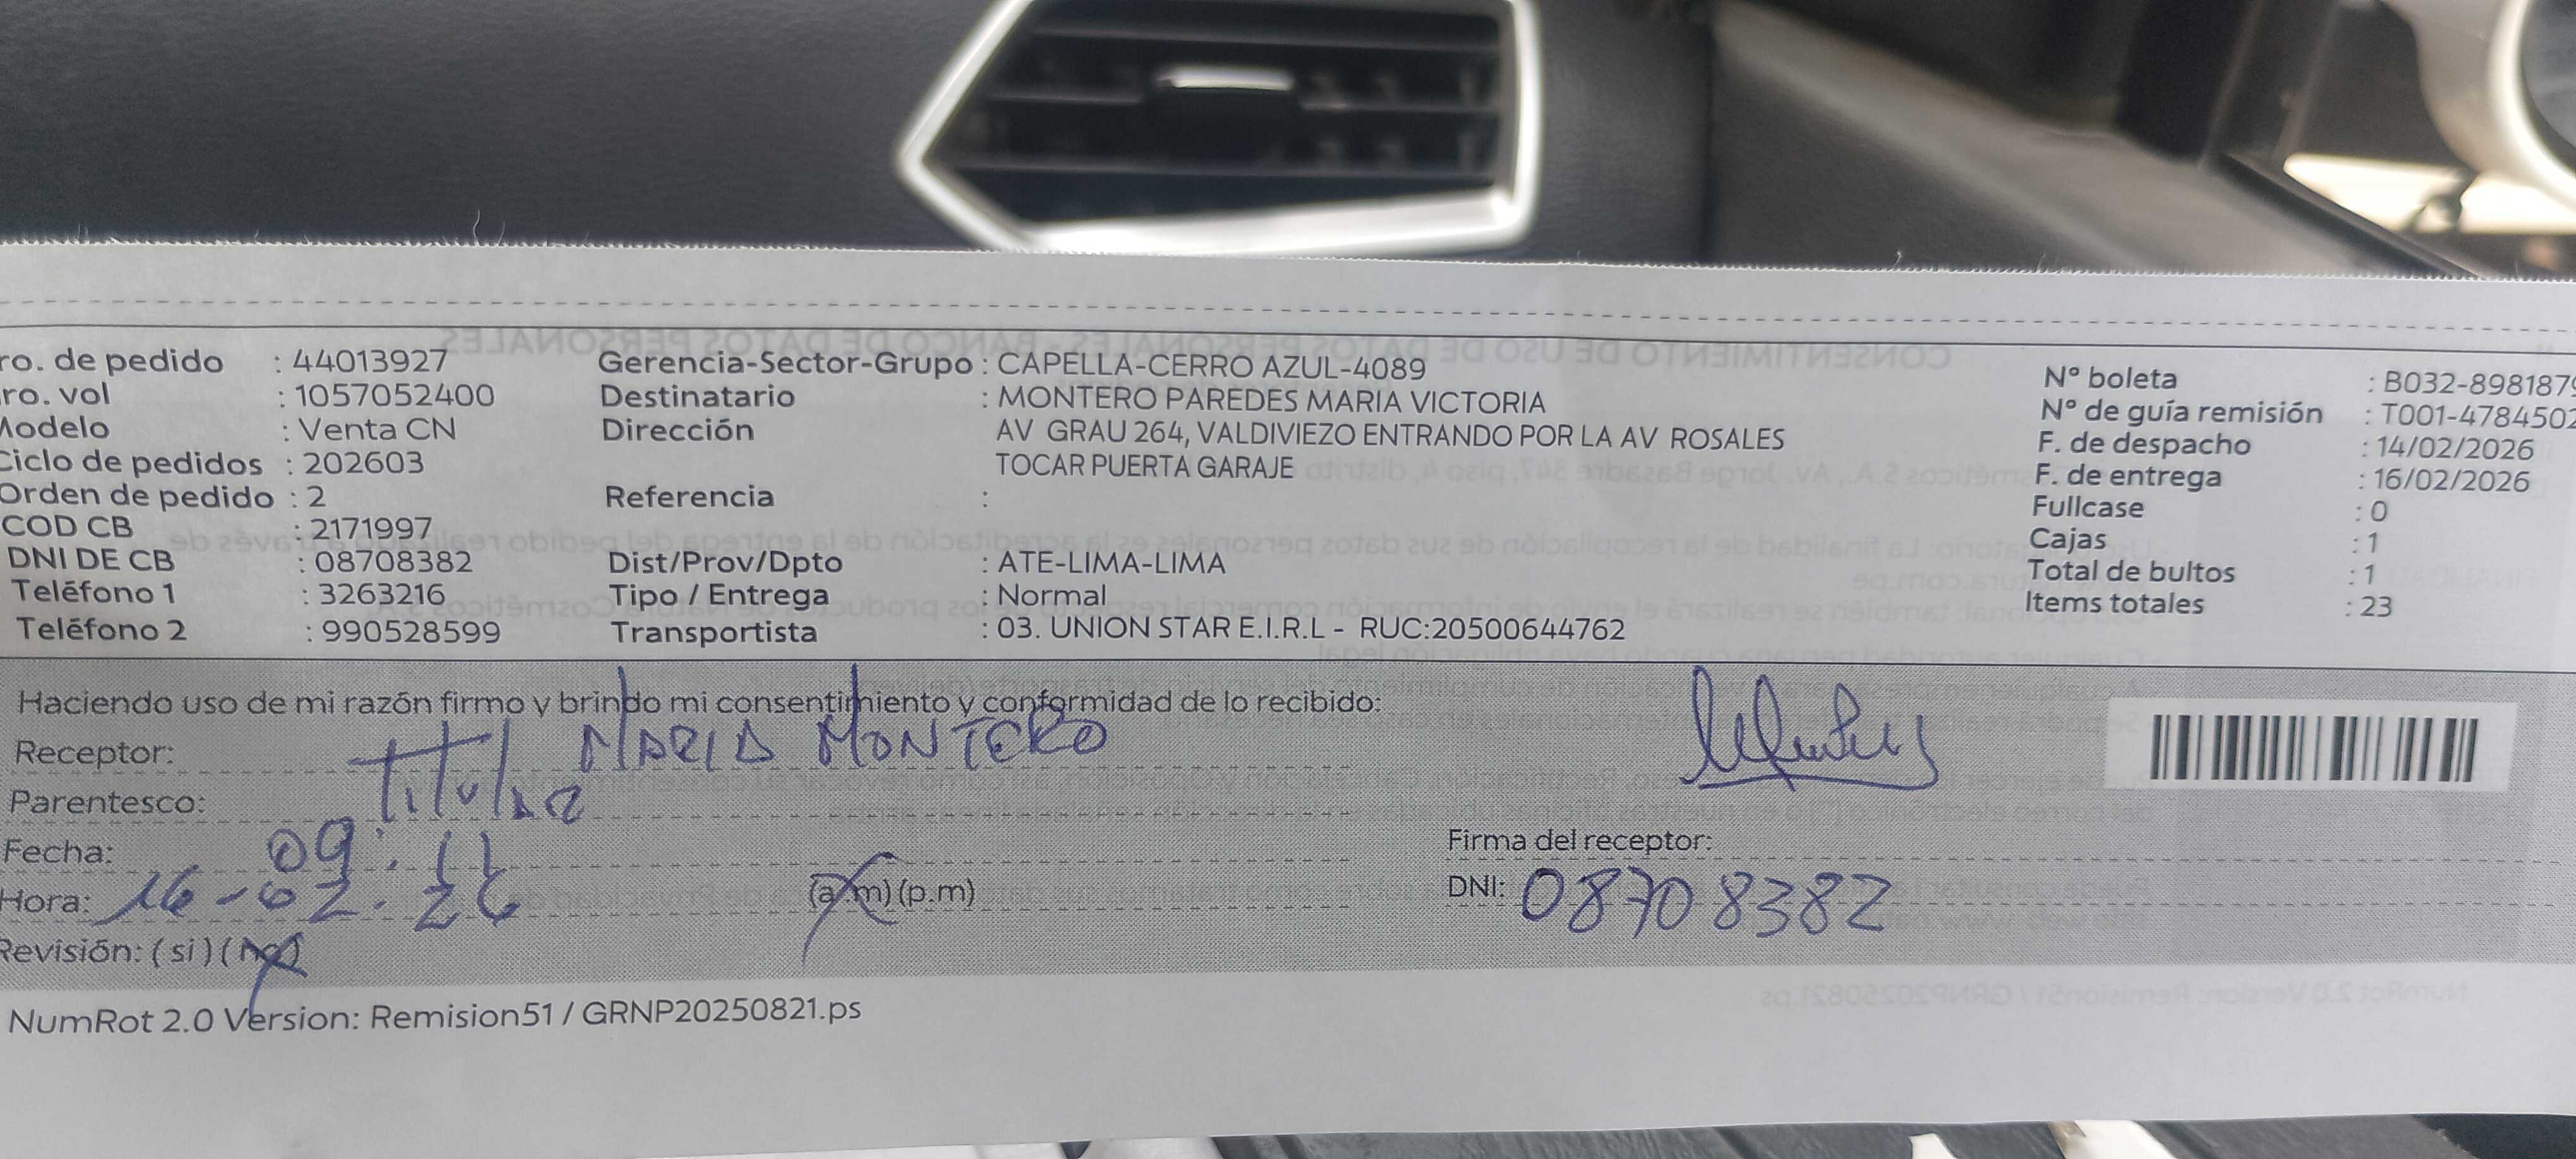 ro. de pedido : 44013927
ro. vol : 1057052400
Modelo : Venta CN
Ciclo de pedidos : 202603
Orden de pedido : 2
COD CB : 2171997
DNI DE CB : 08708382
Teléfono 1 : 3263216
Teléfono 2 : 990528599
Gerencia-Sector-Grupo : CAPELLA-CERRO AZUL-4089
Destinatario : MONTERO PAREDES MARIA VICTORIA
Dirección AV GRAU 264, VALDIVIEZO ENTRANDO POR LA AV ROSALES
TOCAR PUERTA GARAJE
Referencia :
Dist/Prov/Dpto : ATE-LIMA-LIMA
Tipo / Entrega : Normal
Transportista : 03. UNION STAR E.I.R.L - RUC:20500644762
N° boleta : B032-8981879
N° de guía remisión : T001-4784502
F. de despacho : 14/02/2026
F. de entrega : 16/02/2026
Fullcase : 0
Cajas : 1
Total de bultos : 1
Items totales : 23
Haciendo uso de mi razón firmo y brindo mi consentimiento y conformidad de lo recibido:
Receptor: MARIA MONTERO
Parentesco: Titular
Fecha: 09:11
Hora: 16-02-26 (a.m) (p.m)
Revisión: ( si ) ( no )
Firma del receptor:
DNI: 08708382
NumRot 2.0 Version: Remision51 / GRNP20250821.ps